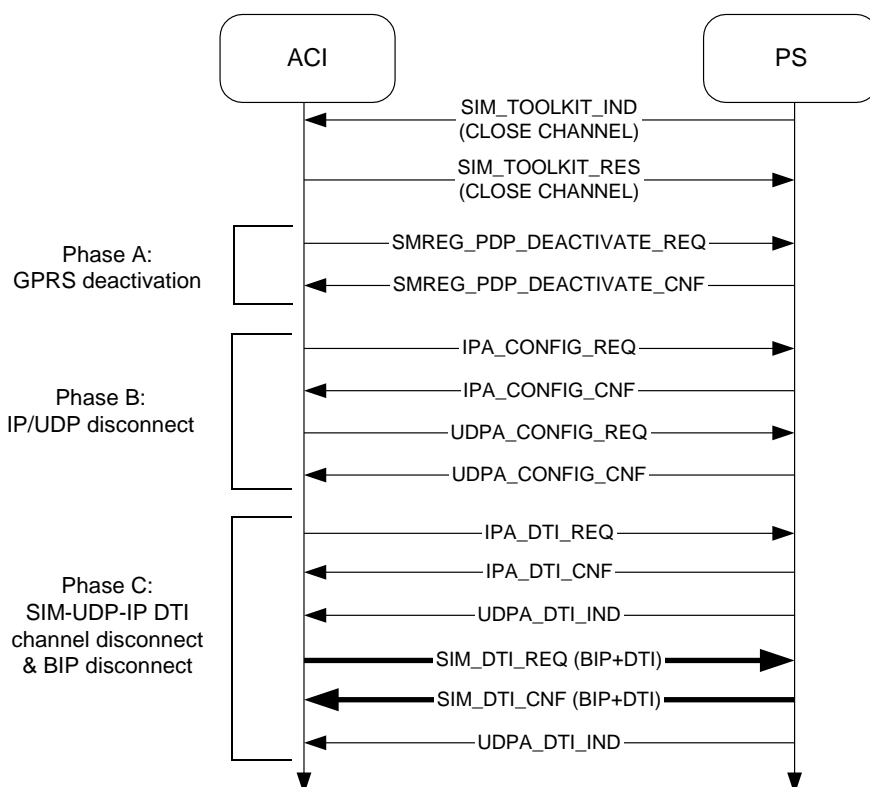 ACI
PS
SIM_TOOLKIT_IND
(CLOSE CHANNEL)
SIM_TOOLKIT_RES
(CLOSE CHANNEL)
Phase A:
GPRS deactivation
SMREG_PDP_DEACTIVATE_REQ
SMREG_PDP_DEACTIVATE_CNF
Phase B:
IP/UDP disconnect
IPA_CONFIG_REQ
IPA_CONFIG_CNF
UDPA_CONFIG_REQ
UDPA_CONFIG_CNF
Phase C:
SIM-UDP-IP DTI
channel disconnect
& BIP disconnect
IPA_DTI_REQ
IPA_DTI_CNF
UDPA_DTI_IND
SIM_DTI_REQ (BIP+DTI)
SIM_DTI_CNF (BIP+DTI)
UDPA_DTI_IND